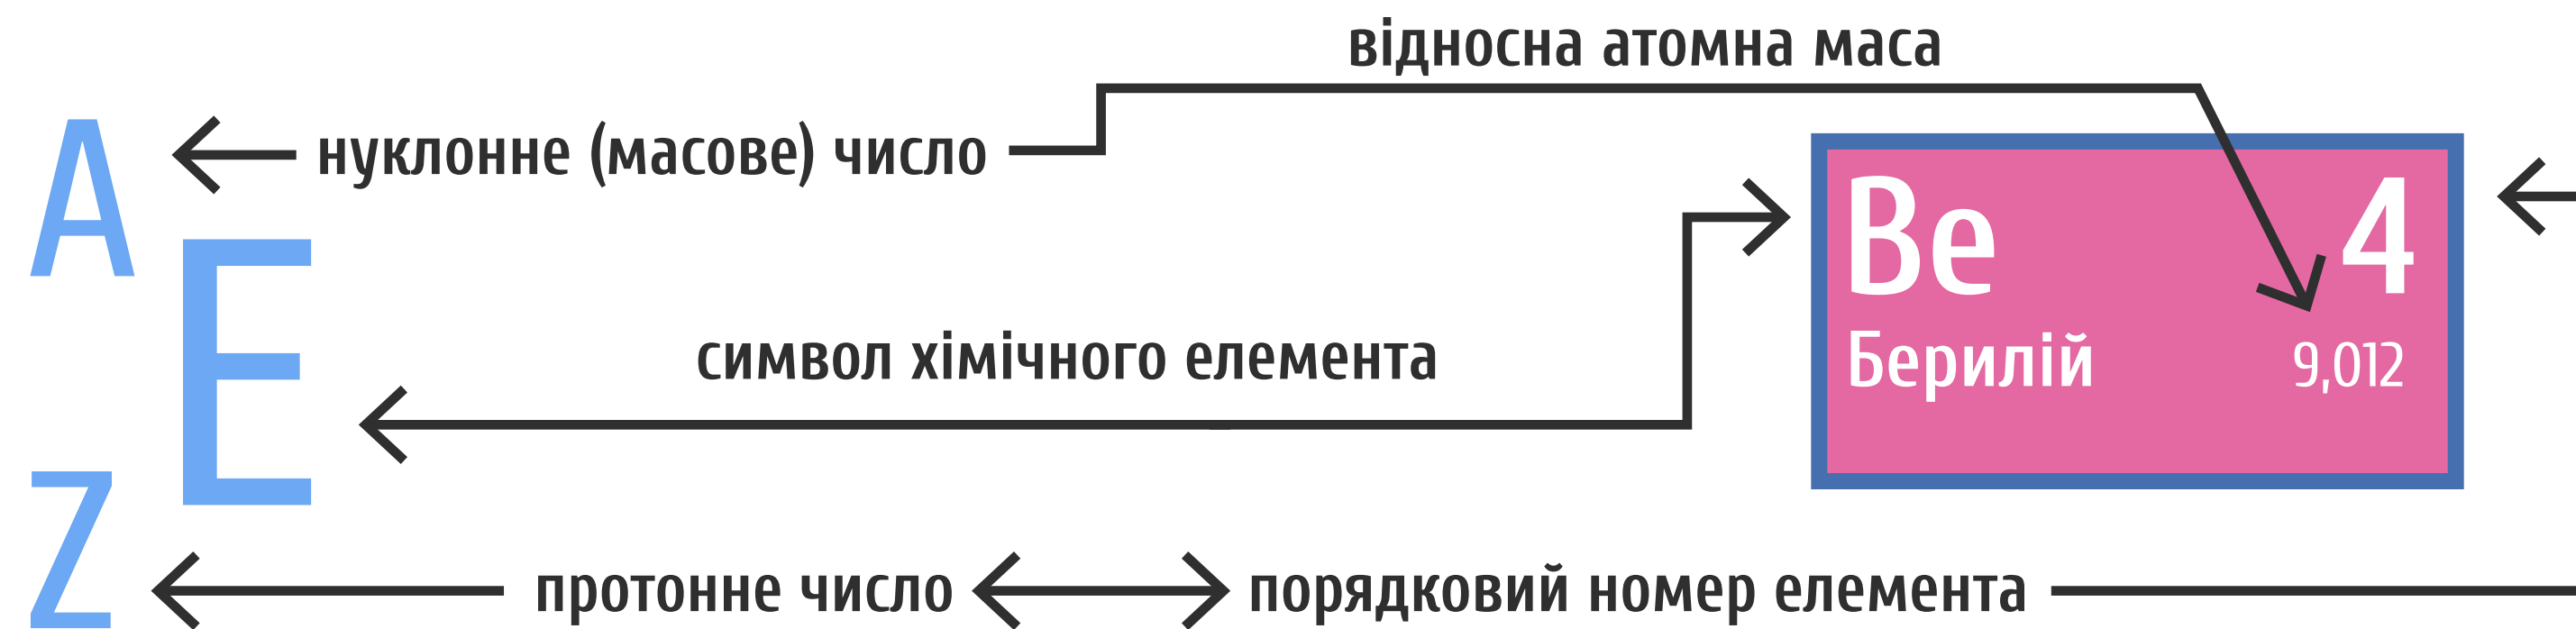 відносна атомна маса
A
нуклонне (масове) число
Be 4
E
символ хімічного елемента
Берилій 9,012
Z
протонне число
порядковий номер елемента